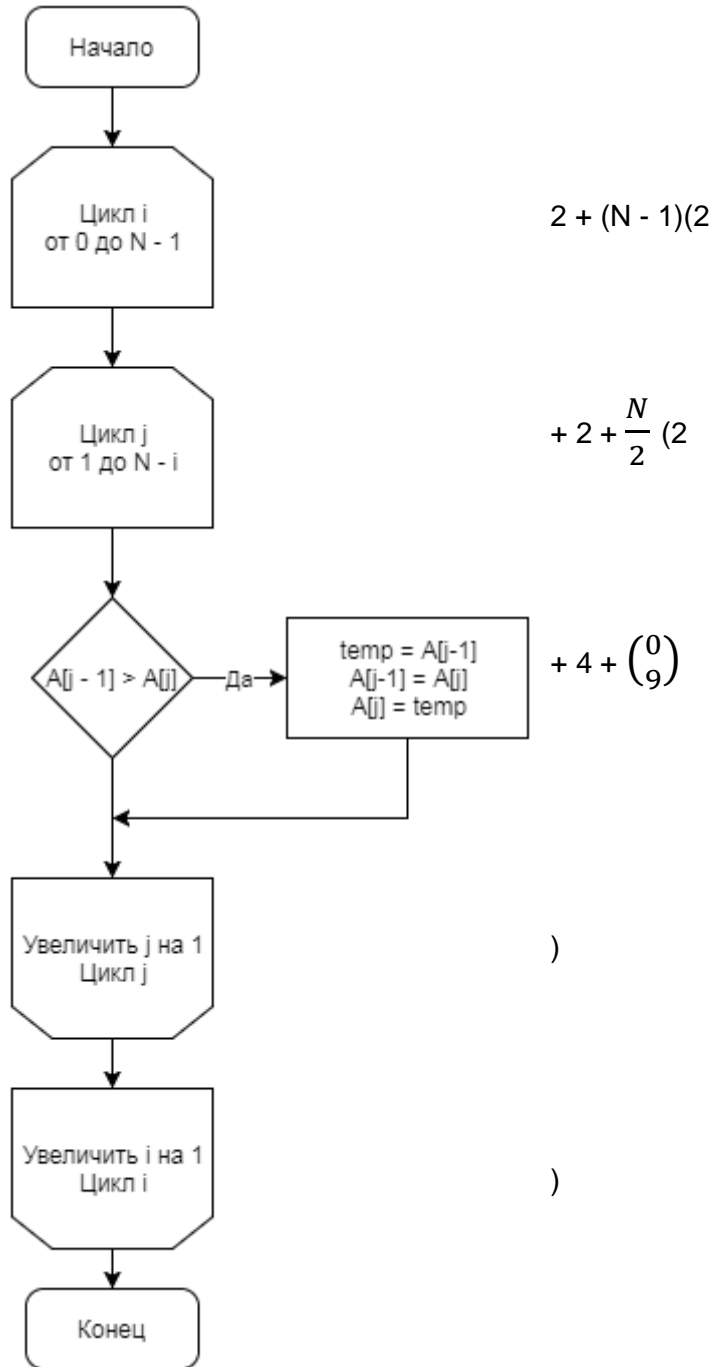 Начало
Цикл i
от 0 до N - 1
2 + (N - 1)(2
Цикл j
от 1 до N - i
+ 2 + N/2 (2
A[j - 1] > A[j]
Да
temp = A[j-1]
A[j-1] = A[j]
A[j] = temp
+ 4 + (0
9)
Увеличить j на 1
Цикл j
)
Увеличить i на 1
Цикл i
)
Конец